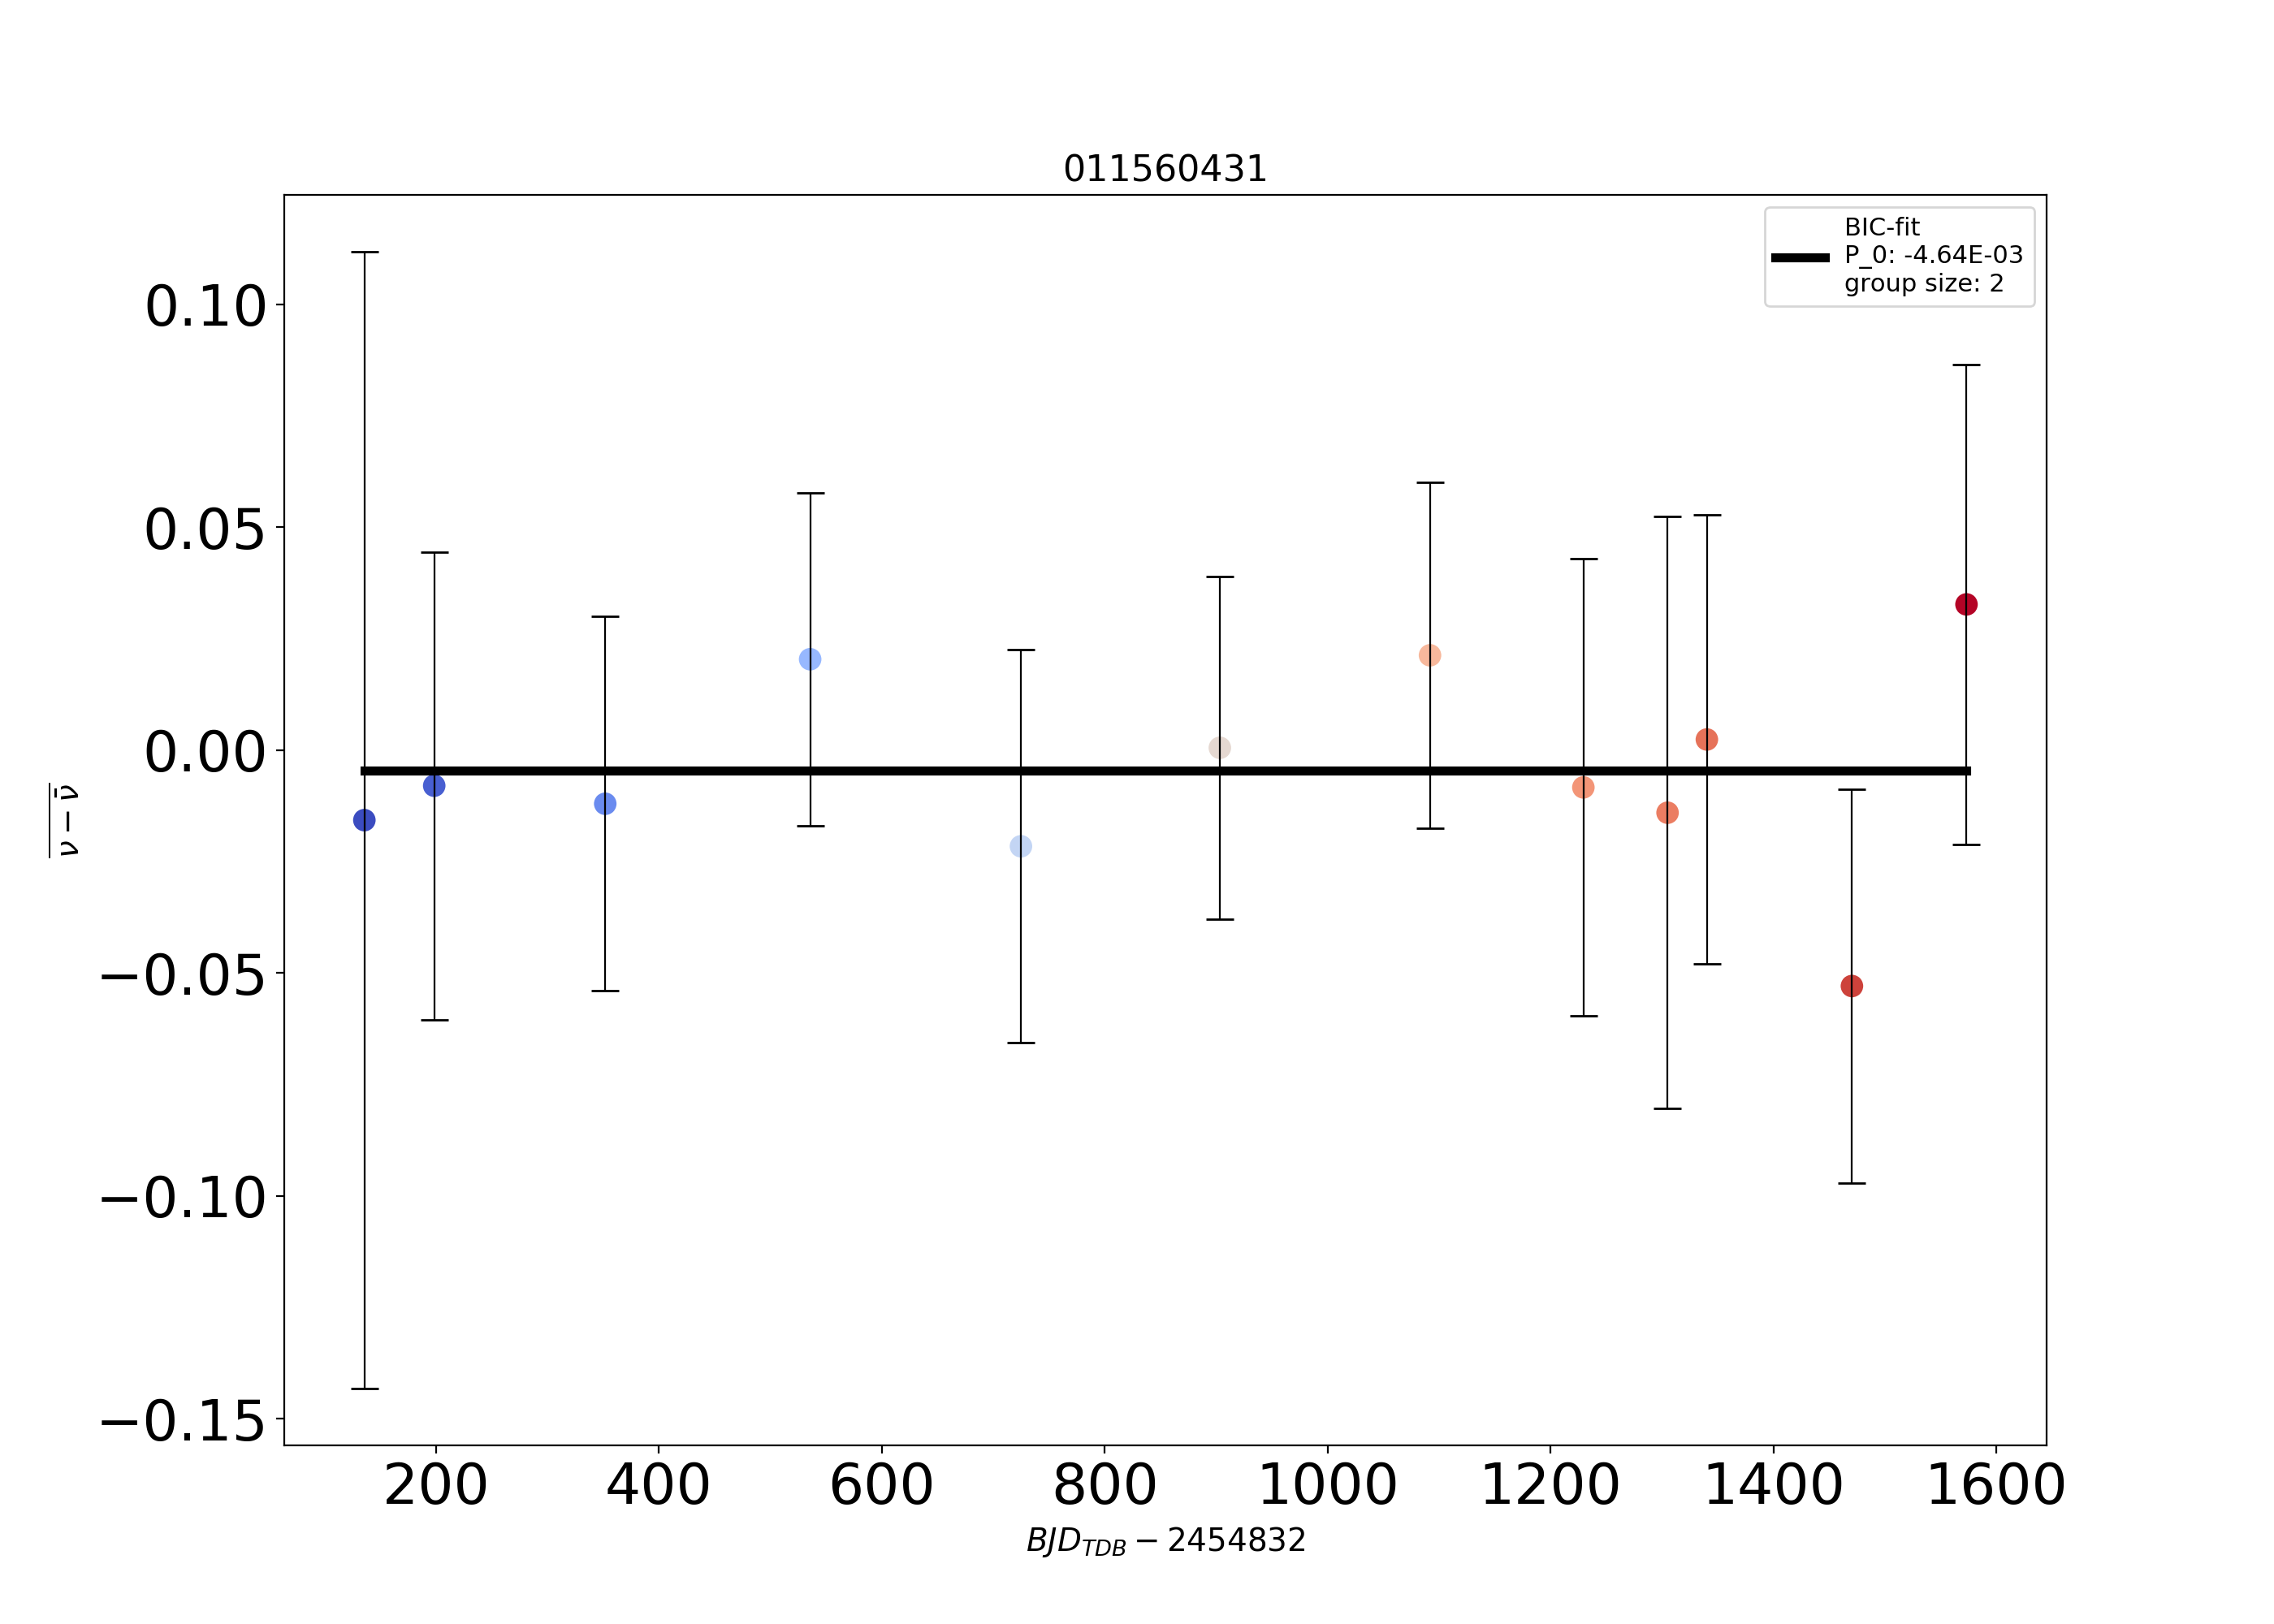 011560431
BIC-fit
P_0: -4.64E-03
group size: 2
0.10
0.05
0.00
−0.05
−0.10
−0.15
ν − ν̄
200 400 600 800 1000 1200 1400 1600
BJD_TDB − 2454832